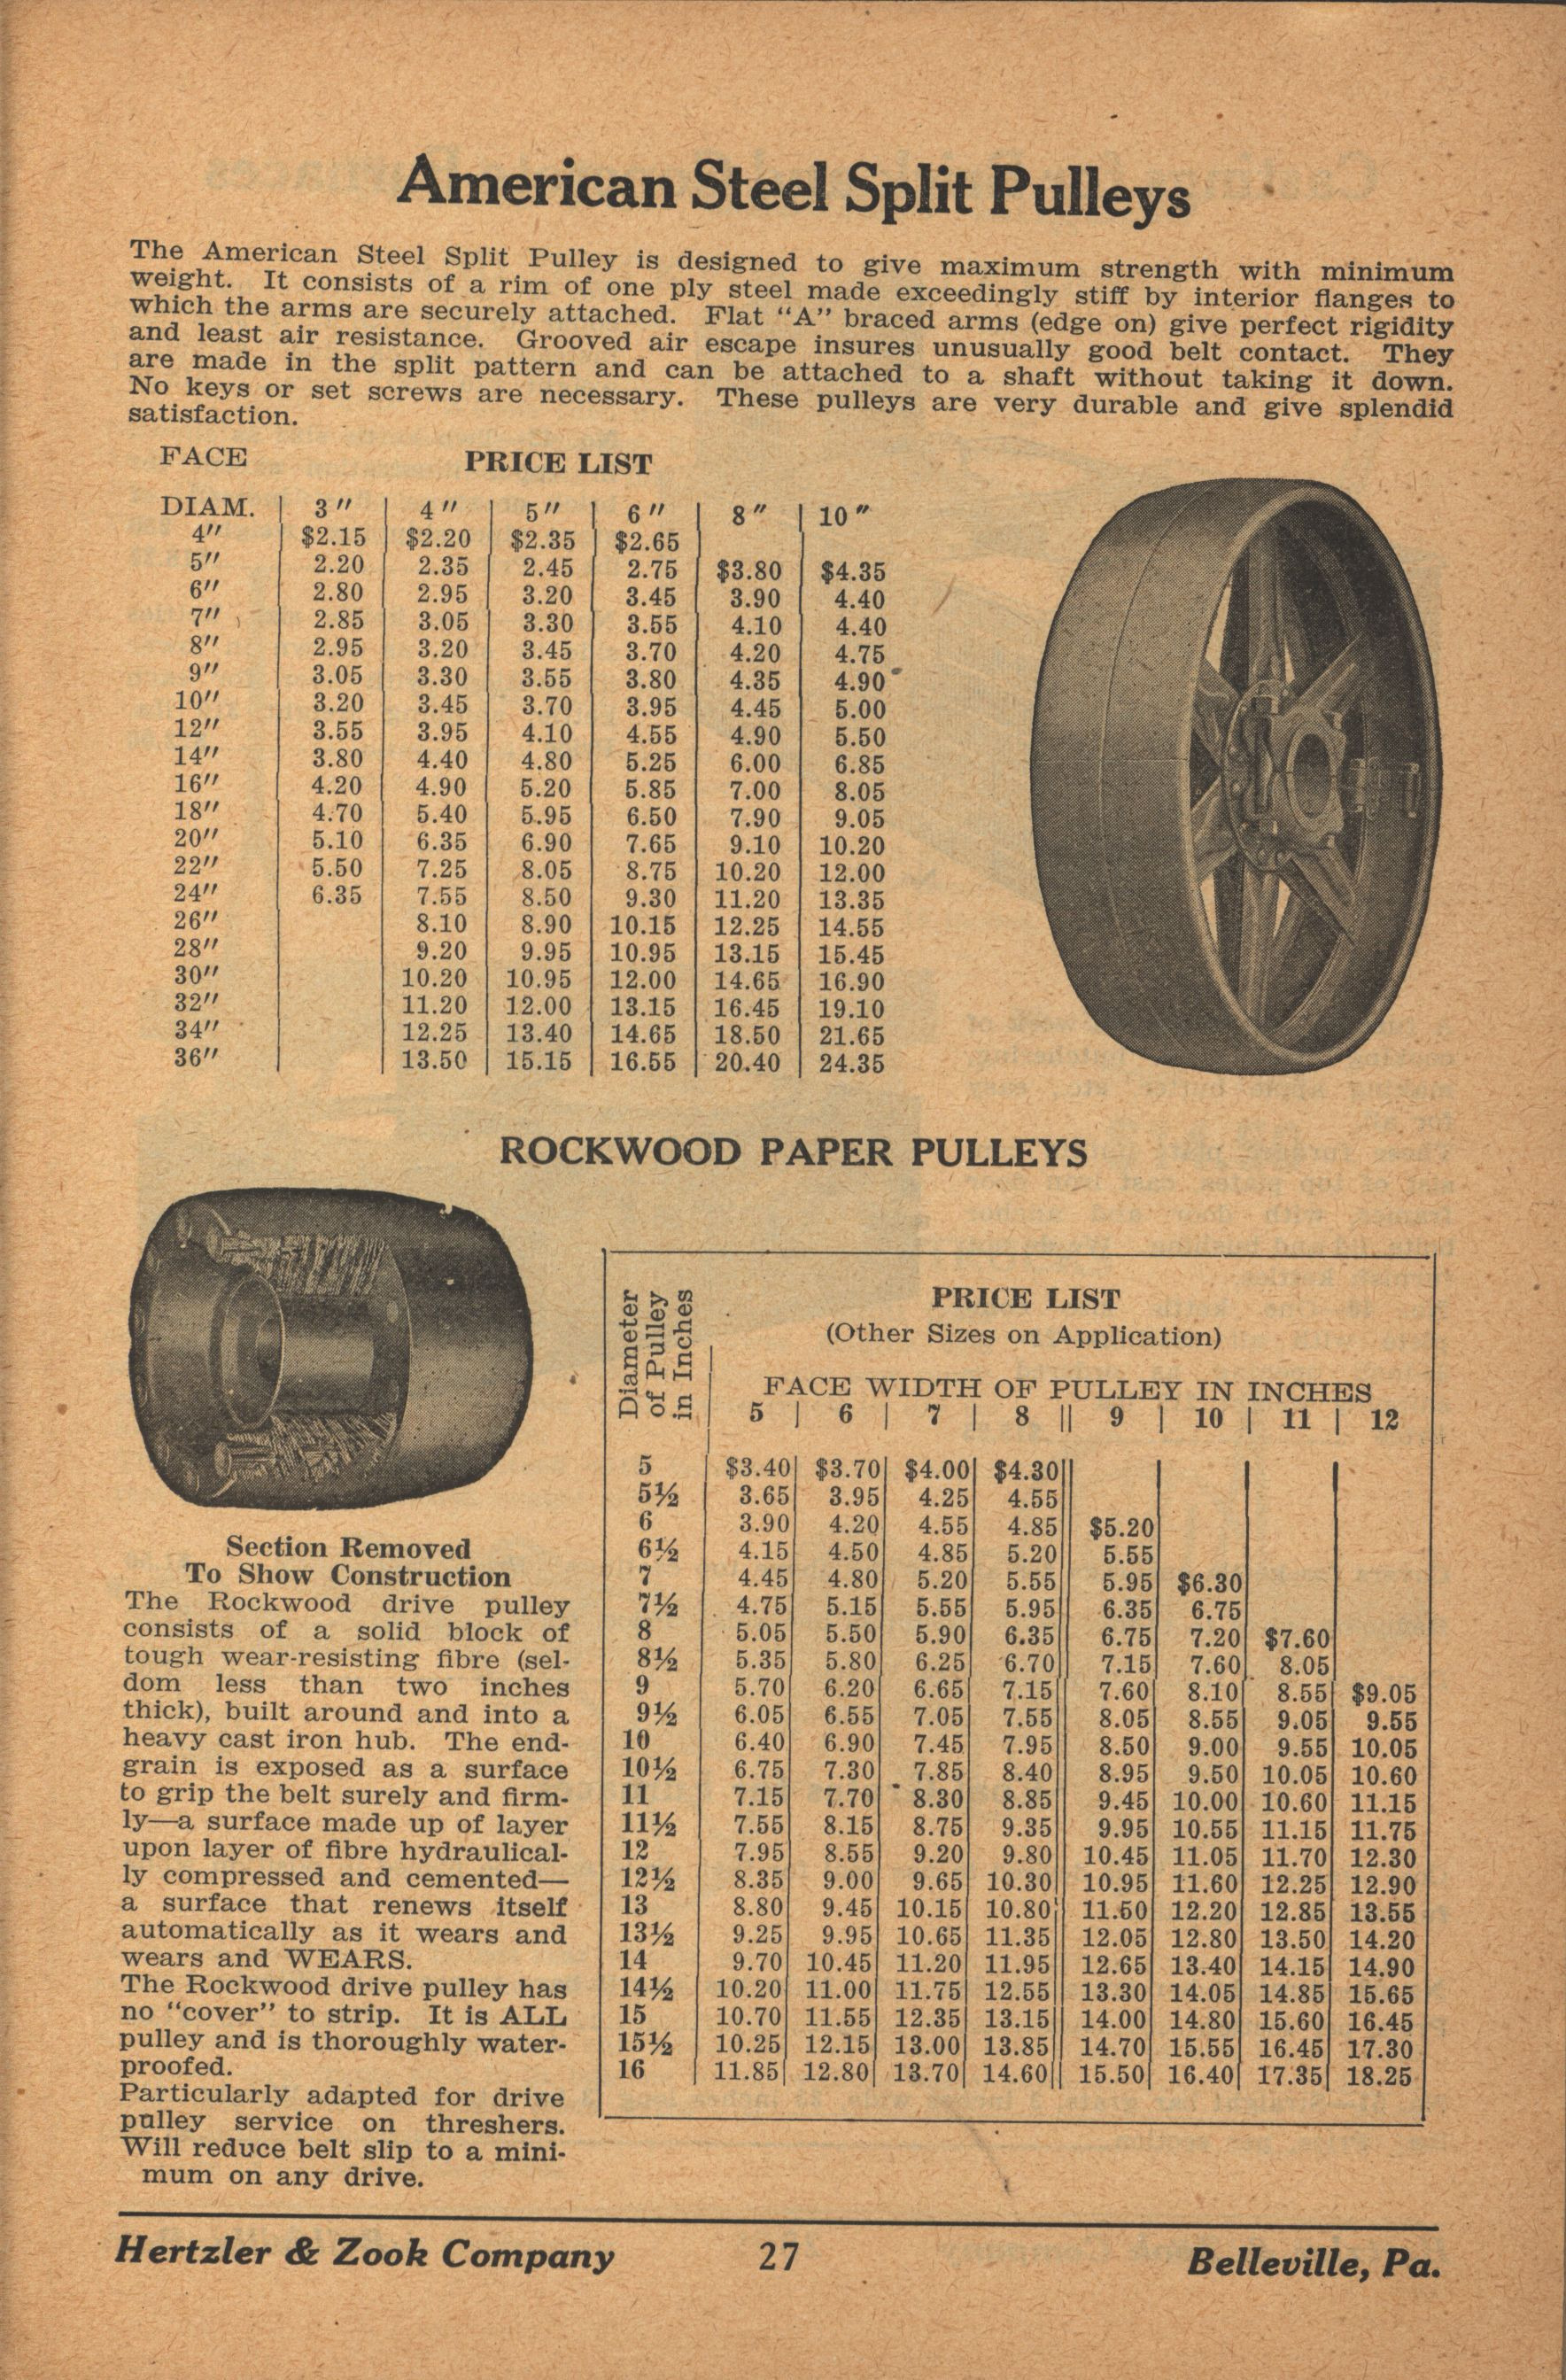 American Steel Split Pulleys
The American Steel Split Pulley is designed to give maximum strength with minimum
weight. It consists of a rim of one ply steel made exceedingly stiff by interior flanges to
which the arms are securely attached. Flat “A” braced arms (edge on) give perfect rigidity
and least air resistance. Grooved air escape insures unusually good belt contact. They
are made in the split pattern and can be attached to a shaft without taking it down.
No keys or set screws are necessary. These pulleys are very durable and give splendid
satisfaction.
FACE PRICE LIST
DIAM. | 3″ | 4″ | 5″ | 6″ | 8″ | 10″
4″ | $2.15 | $2.20 | $2.35 | $2.65 | |
5″ | 2.20 | 2.35 | 2.45 | 2.75 | $3.80 | $4.35
6″ | 2.80 | 2.95 | 3.20 | 3.45 | 3.90 | 4.40
7″ | 2.85 | 3.05 | 3.30 | 3.55 | 4.10 | 4.40
8″ | 2.95 | 3.20 | 3.45 | 3.70 | 4.20 | 4.75
9″ | 3.05 | 3.30 | 3.55 | 3.80 | 4.35 | 4.90
10″ | 3.20 | 3.45 | 3.70 | 3.95 | 4.45 | 5.00
12″ | 3.55 | 3.95 | 4.10 | 4.55 | 4.90 | 5.50
14″ | 3.80 | 4.40 | 4.80 | 5.25 | 6.00 | 6.85
16″ | 4.20 | 4.90 | 5.20 | 5.85 | 7.00 | 8.05
18″ | 4.70 | 5.40 | 5.95 | 6.50 | 7.90 | 9.05
20″ | 5.10 | 6.35 | 6.90 | 7.65 | 9.10 | 10.20
22″ | 5.50 | 7.25 | 8.05 | 8.75 | 10.20 | 12.00
24″ | 6.35 | 7.55 | 8.50 | 9.30 | 11.20 | 13.35
26″ | | 8.10 | 8.90 | 10.15 | 12.25 | 14.55
28″ | | 9.20 | 9.95 | 10.95 | 13.15 | 15.45
30″ | | 10.20 | 10.95 | 12.00 | 14.65 | 16.90
32″ | | 11.20 | 12.00 | 13.15 | 16.45 | 19.10
34″ | | 12.25 | 13.40 | 14.65 | 18.50 | 21.65
36″ | | 13.50 | 15.15 | 16.55 | 20.40 | 24.35
ROCKWOOD PAPER PULLEYS
Section Removed
To Show Construction
The Rockwood drive pulley
consists of a solid block of
tough wear-resisting fibre (sel-
dom less than two inches
thick), built around and into a
heavy cast iron hub. The end-
grain is exposed as a surface
to grip the belt surely and firm-
ly—a surface made up of layer
upon layer of fibre hydraulical-
ly compressed and cemented—
a surface that renews itself
automatically as it wears and
wears and WEARS.
The Rockwood drive pulley has
no “cover” to strip. It is ALL
pulley and is thoroughly water-
proofed.
Particularly adapted for drive
pulley service on threshers.
Will reduce belt slip to a mini-
mum on any drive.
Diameter
of Pulley
in Inches
PRICE LIST
(Other Sizes on Application)
FACE WIDTH OF PULLEY IN INCHES
5 | 6 | 7 | 8 || 9 | 10 | 11 | 12
5 | $3.40| $3.70| $4.00| $4.30|| | | |
5½ | 3.65| 3.95| 4.25| 4.55|| | | |
6 | 3.90| 4.20| 4.55| 4.85|| $5.20| | |
6½ | 4.15| 4.50| 4.85| 5.20|| 5.55| | |
7 | 4.45| 4.80| 5.20| 5.55|| 5.95| $6.30| |
7½ | 4.75| 5.15| 5.55| 5.95|| 6.35| 6.75| |
8 | 5.05| 5.50| 5.90| 6.35|| 6.75| 7.20| $7.60|
8½ | 5.35| 5.80| 6.25| 6.70|| 7.15| 7.60| 8.05|
9 | 5.70| 6.20| 6.65| 7.15|| 7.60| 8.10| 8.55| $9.05
9½ | 6.05| 6.55| 7.05| 7.55|| 8.05| 8.55| 9.05| 9.55
10 | 6.40| 6.90| 7.45| 7.95|| 8.50| 9.00| 9.55| 10.05
10½ | 6.75| 7.30| 7.85| 8.40|| 8.95| 9.50| 10.05| 10.60
11 | 7.15| 7.70| 8.30| 8.85|| 9.45| 10.00| 10.60| 11.15
11½ | 7.55| 8.15| 8.75| 9.35|| 9.95| 10.55| 11.15| 11.75
12 | 7.95| 8.55| 9.20| 9.80|| 10.45| 11.05| 11.70| 12.30
12½ | 8.35| 9.00| 9.65| 10.30|| 10.95| 11.60| 12.25| 12.90
13 | 8.80| 9.45| 10.15| 10.80|| 11.50| 12.20| 12.85| 13.55
13½ | 9.25| 9.95| 10.65| 11.35|| 12.05| 12.80| 13.50| 14.20
14 | 9.70| 10.45| 11.20| 11.95|| 12.65| 13.40| 14.15| 14.90
14½ | 10.20| 11.00| 11.75| 12.55|| 13.30| 14.05| 14.85| 15.65
15 | 10.70| 11.55| 12.35| 13.15|| 14.00| 14.80| 15.60| 16.45
15½ | 10.25| 12.15| 13.00| 13.85|| 14.70| 15.55| 16.45| 17.30
16 | 11.85| 12.80| 13.70| 14.60|| 15.50| 16.40| 17.35| 18.25
Hertzler & Zook Company 27 Belleville, Pa.